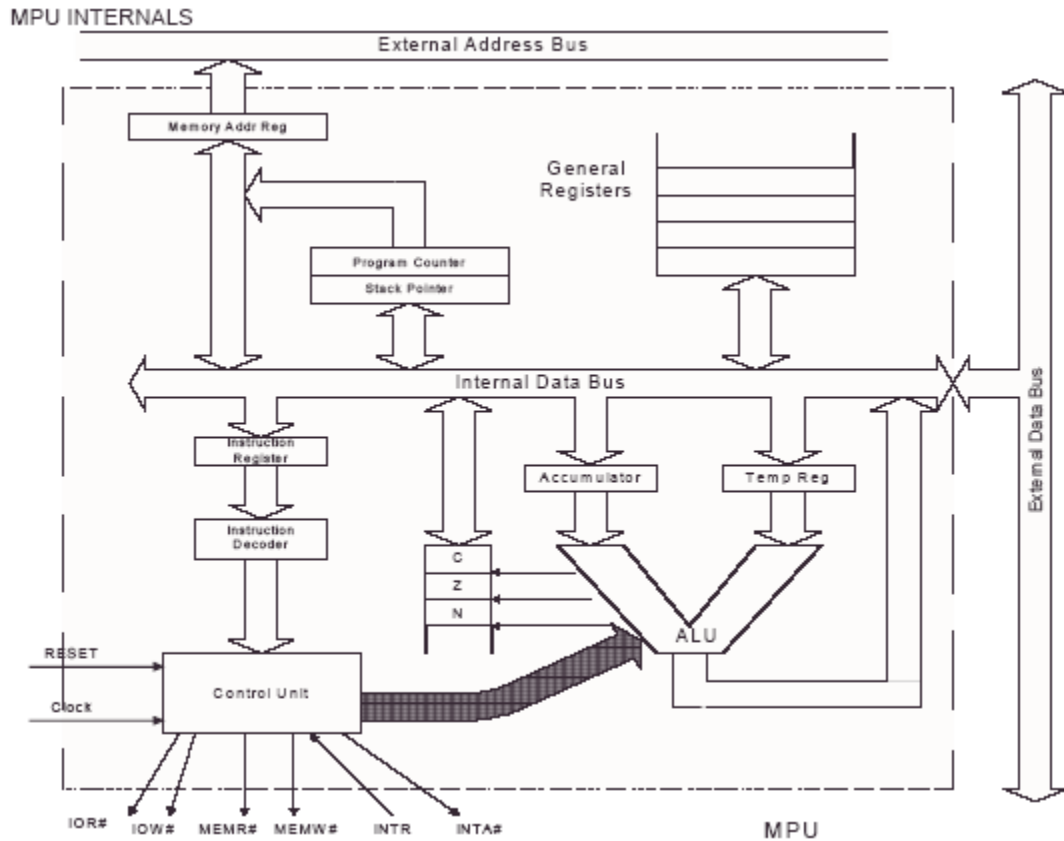 MPU INTERNALS
External Address Bus
Memory Addr Reg
General
Registers
Program Counter
Stack Pointer
Internal Data Bus
External Data Bus
Instruction
Register
Accumulator
Temp Reg
Instruction
Decoder
C
Z
N
ALU
RESET
Control Unit
Clock
IOR#
IOW#
MEMR#
MEMW#
INTR
INTA#
MPU